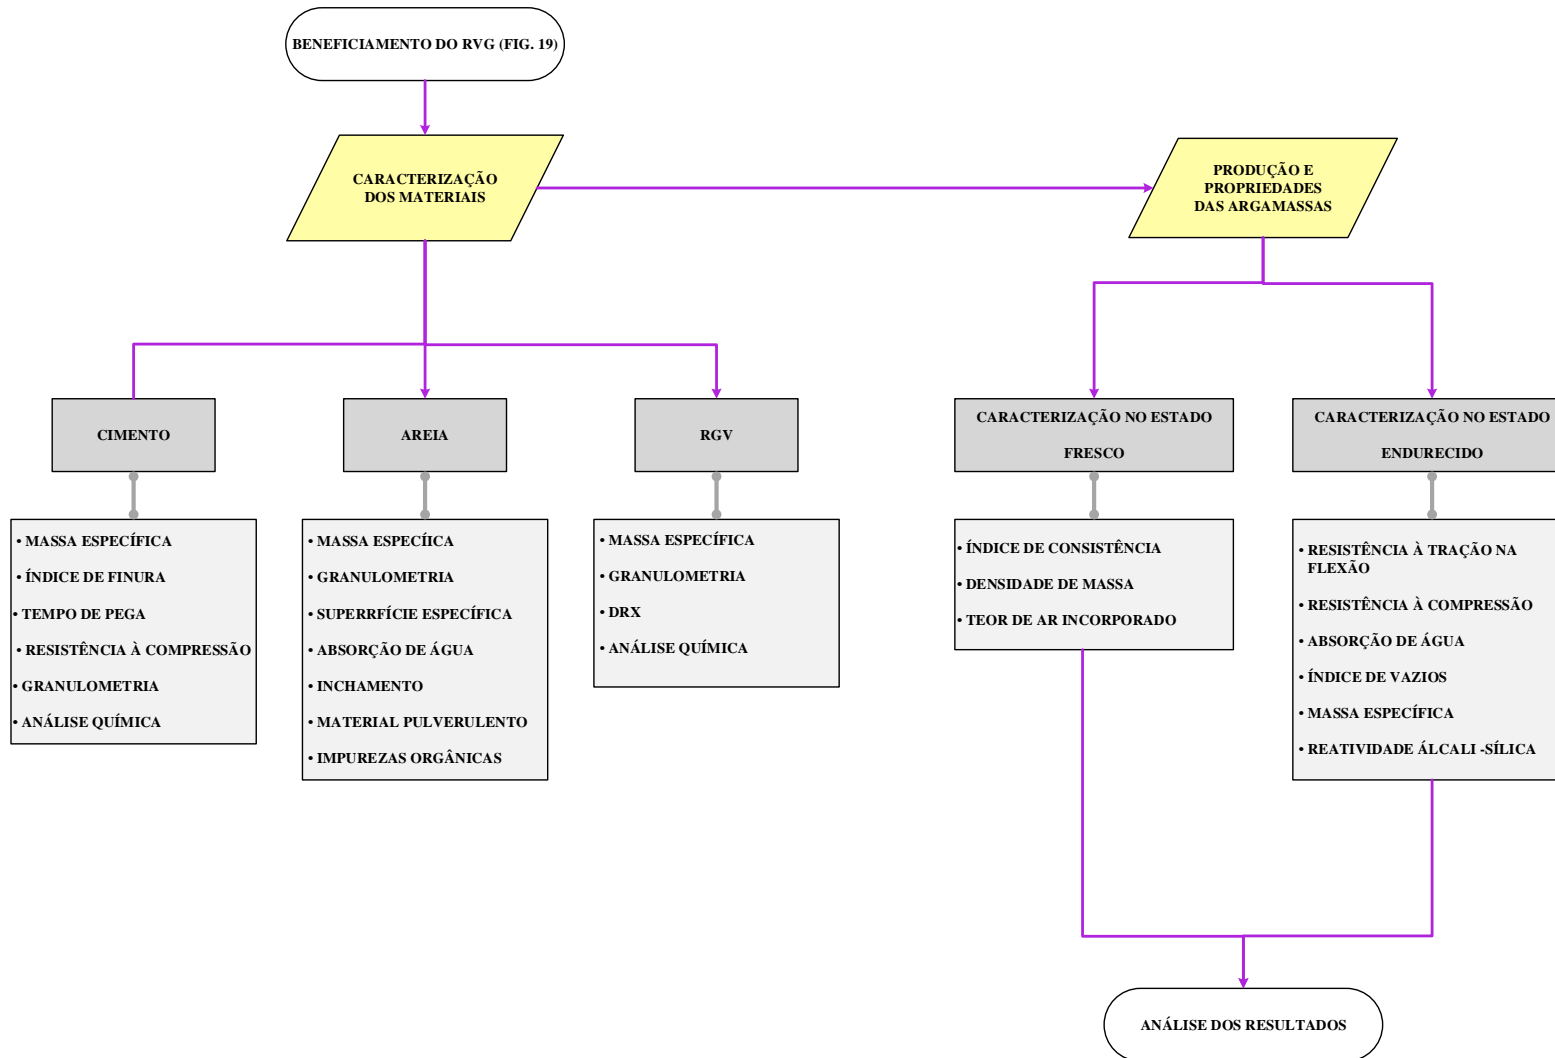 BENEFICIAMENTO DO RVG (FIG. 19)
CARACTERIZAÇÃO
DOS MATERIAIS
PRODUÇÃO E
PROPRIEDADES
DAS ARGAMASSAS
CIMENTO
AREIA
RGV
CARACTERIZAÇÃO NO ESTADO
FRESCO
CARACTERIZAÇÃO NO ESTADO
ENDURECIDO
• MASSA ESPECÍFICA
• ÍNDICE DE FINURA
• TEMPO DE PEGA
• RESISTÊNCIA À COMPRESSÃO
• GRANULOMETRIA
• ANÁLISE QUÍMICA
• MASSA ESPECÍICA
• GRANULOMETRIA
• SUPERRFÍCIE ESPECÍFICA
• ABSORÇÃO DE ÁGUA
• INCHAMENTO
• MATERIAL PULVERULENTO
• IMPUREZAS ORGÂNICAS
• MASSA ESPECÍFICA
• GRANULOMETRIA
• DRX
• ANÁLISE QUÍMICA
• ÍNDICE DE CONSISTÊNCIA
• DENSIDADE DE MASSA
• TEOR DE AR INCORPORADO
• RESISTÊNCIA À TRAÇÃO NA
FLEXÃO
• RESISTÊNCIA À COMPRESSÃO
• ABSORÇÃO DE ÁGUA
• ÍNDICE DE VAZIOS
• MASSA ESPECÍFICA
• REATIVIDADE ÁLCALI -SÍLICA
ANÁLISE DOS RESULTADOS